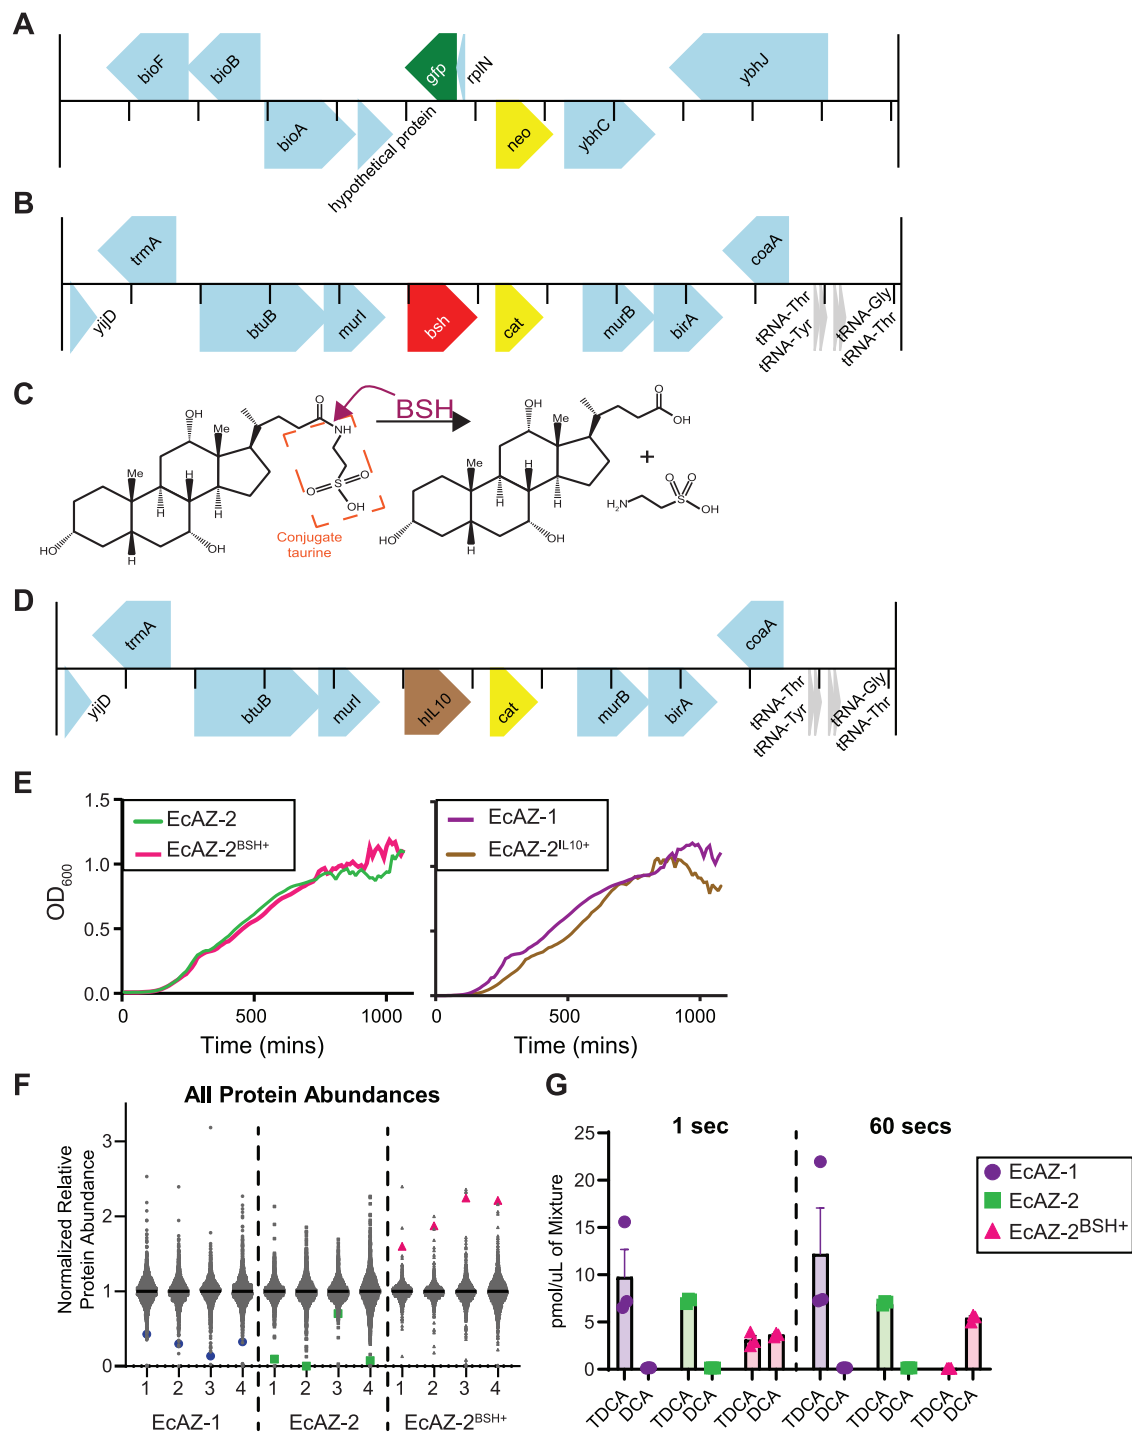 A
bioF
bioB
gfp
rplN
ybhJ
bioA
hypothetical protein
neo
ybhC
B
trmA
coaA
yijD
btuB
murI
bsh
cat
murB
birA
tRNA-Thr
tRNA-Tyr
tRNA-Gly
tRNA-Thr
C
OH
Me
O
NH
BSH
Me
H
H
H
O
S
O
OH
HO
H
OH
Conjugate
taurine
OH
Me
O
OH
Me
H
H
H
+
O
O
S
H₂N
OH
HO
H
OH
D
trmA
coaA
yijD
btuB
murI
hIL10
cat
murB
birA
tRNA-Thr
tRNA-Tyr
tRNA-Gly
tRNA-Thr
E
1.5
1.0
0.5
0.0
OD600
EcAZ-2
EcAZ-2BSH+
0
500
1000
Time (mins)
EcAZ-1
EcAZ-2IL10+
0
500
1000
Time (mins)
F
All Protein Abundances
Normalized Relative
Protein Abundance
3
2
1
0
1 2 3 4 1 2 3 4 1 2 3 4
EcAZ-1 EcAZ-2 EcAZ-2BSH+
G
1 sec
60 secs
pmol/uL of Mixture
25
20
15
10
5
0
TDCA DCA TDCA DCA TDCA DCA TDCA DCA TDCA DCA TDCA DCA
EcAZ-1
EcAZ-2
EcAZ-2BSH+